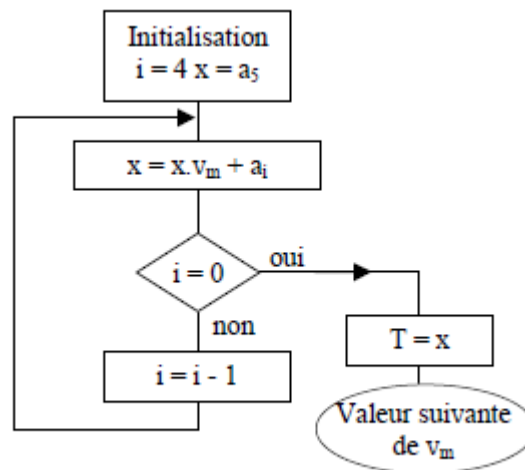 Initialisation
i = 4 x = a₅
x = x.vₘ + aᵢ
i = 0
oui
non
i = i - 1
T = x
Valeur suivante
de vₘ